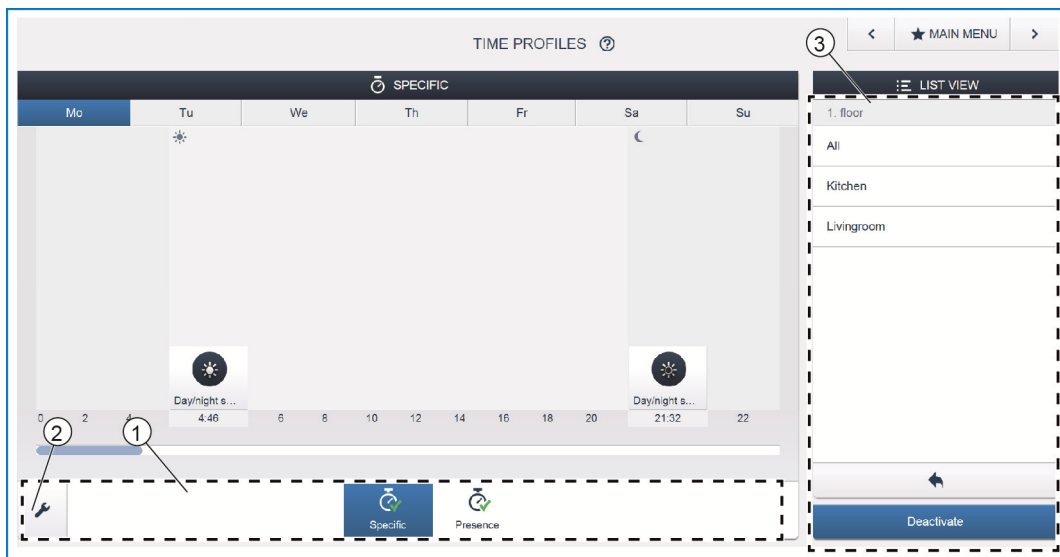 TIME PROFILES ?
3
< ★ MAIN MENU >
SPECIFIC
LIST VIEW
Mo Tu We Th Fr Sa Su
1. floor
All
Kitchen
Livingroom
Day/night s...
Day/night s...
0 2 4 4:46 6 8 10 12 14 16 18 20 21:32 22
2
1
Specific
Presence
Deactivate